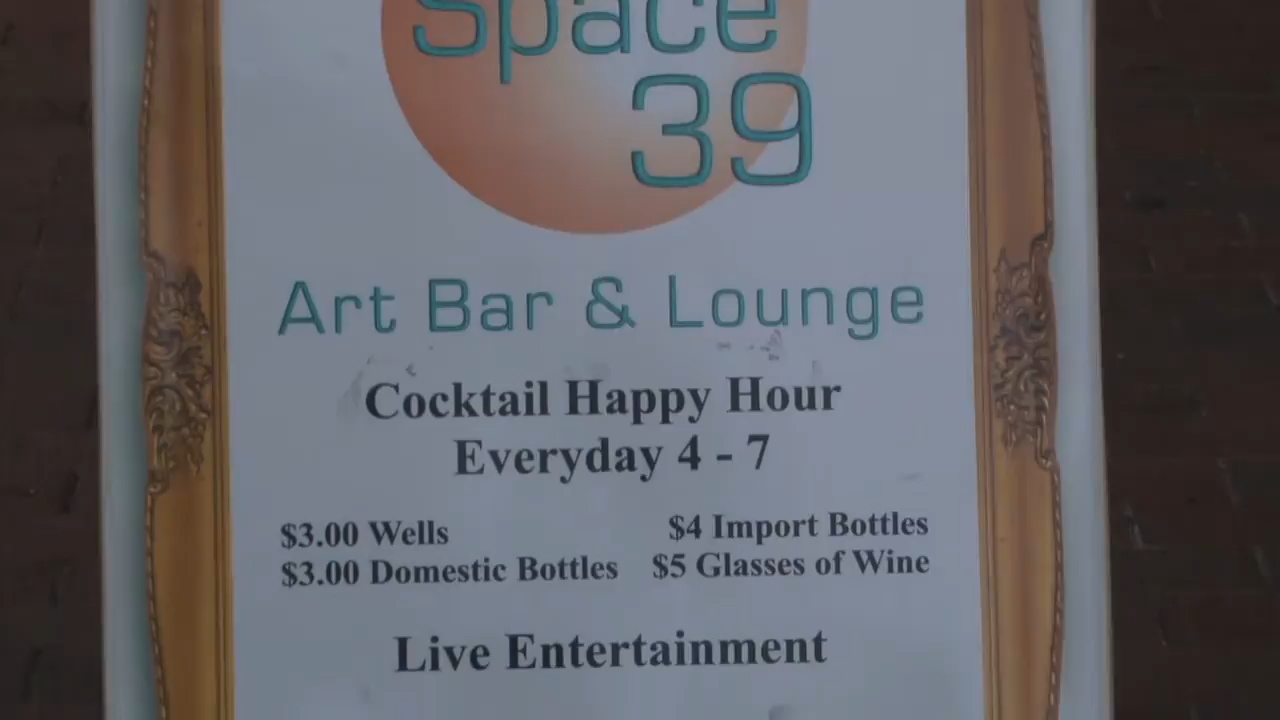 Space
39
Art Bar & Lounge
Cocktail Happy Hour
Everyday 4 - 7
$3.00 Wells $4 Import Bottles
$3.00 Domestic Bottles $5 Glasses of Wine
Live Entertainment